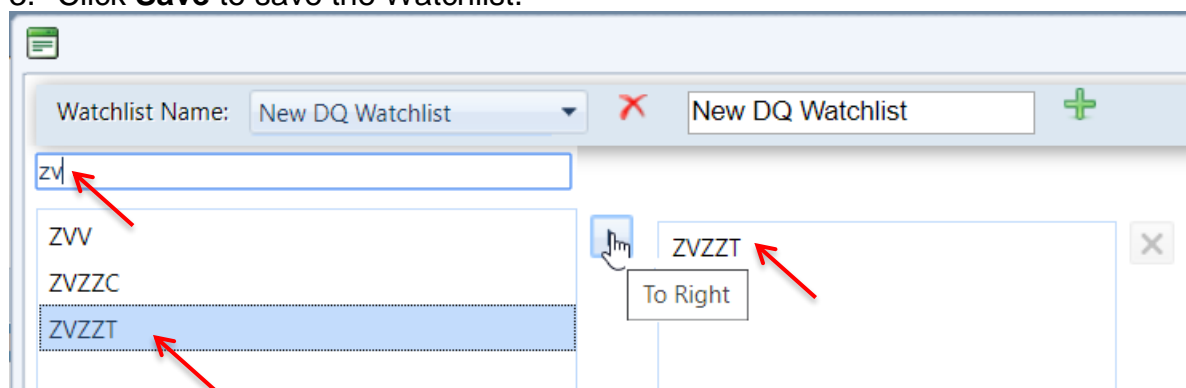 Click Save to save the Watchlist.
Watchlist Name: New DQ Watchlist New DQ Watchlist
zv
ZVV
ZVZZC
ZVZZT
ZVZZT
To Right